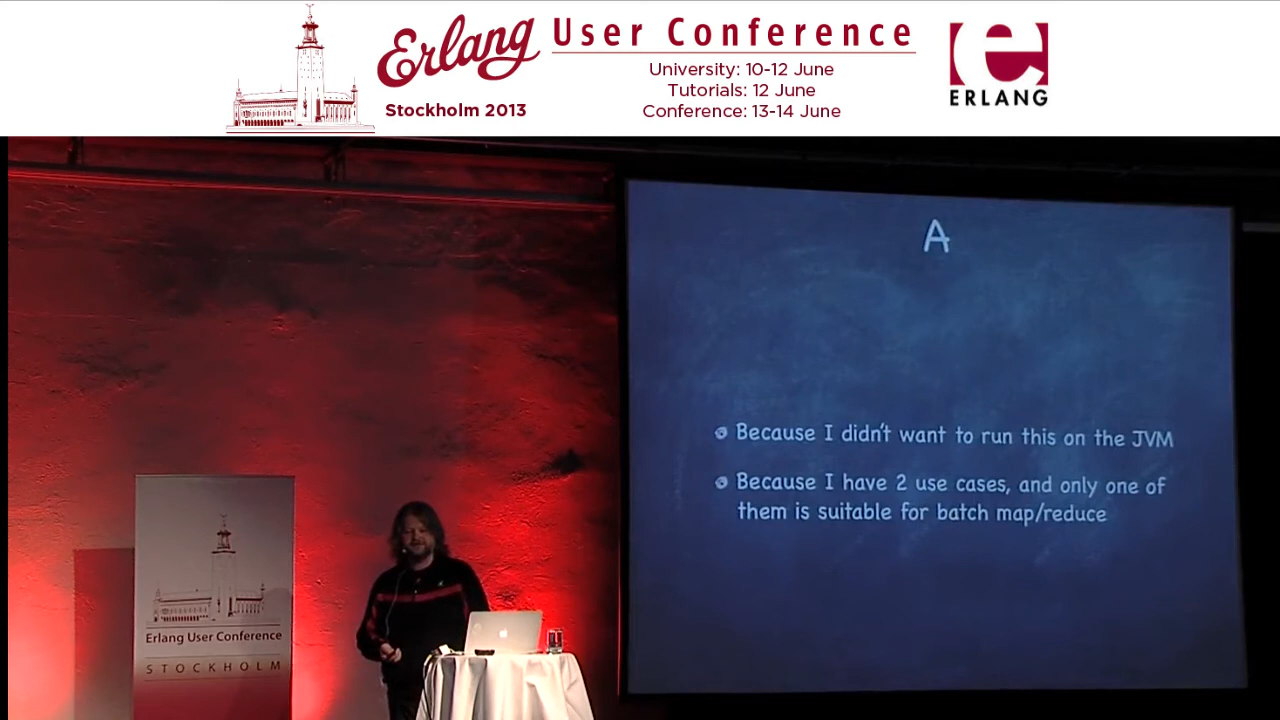 Erlang User Conference
Stockholm 2013
University: 10-12 June
Tutorials: 12 June
Conference: 13-14 June
e
ERLANG
A
Because I didn't want to run this on the JVM
Because I have 2 use cases, and only one of
them is suitable for batch map/reduce
Erlang User Conference
STOCKHOLM